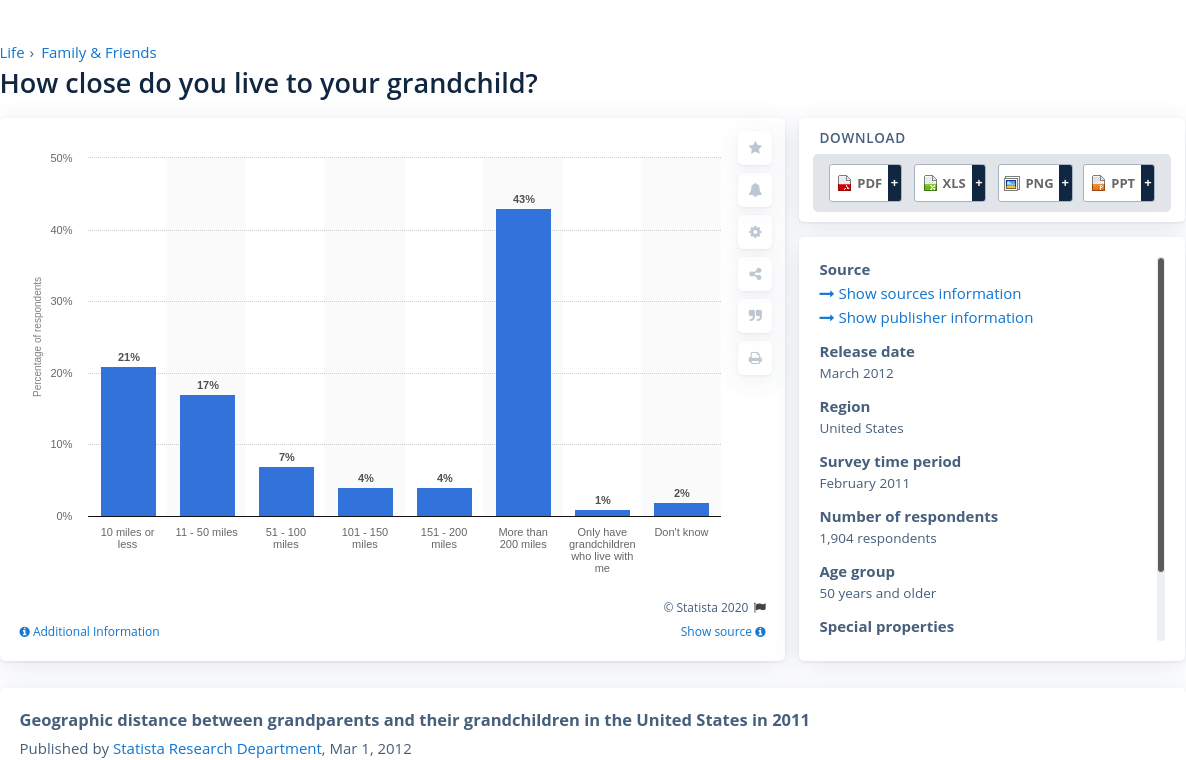 Life › Family & Friends
How close do you live to your grandchild?
50%
40%
30%
20%
10%
0%
Percentage of respondents
21%
17%
7%
4%
4%
43%
1%
2%
10 miles or
less
11 - 50 miles
51 - 100
miles
101 - 150
miles
151 - 200
miles
More than
200 miles
Only have
grandchildren
who live with
me
Don't know
© Statista 2020
Additional Information
Show source
DOWNLOAD
PDF +
XLS +
PNG +
PPT +
Source
Show sources information
Show publisher information
Release date
March 2012
Region
United States
Survey time period
February 2011
Number of respondents
1,904 respondents
Age group
50 years and older
Special properties
Geographic distance between grandparents and their grandchildren in the United States in 2011
Published by Statista Research Department, Mar 1, 2012